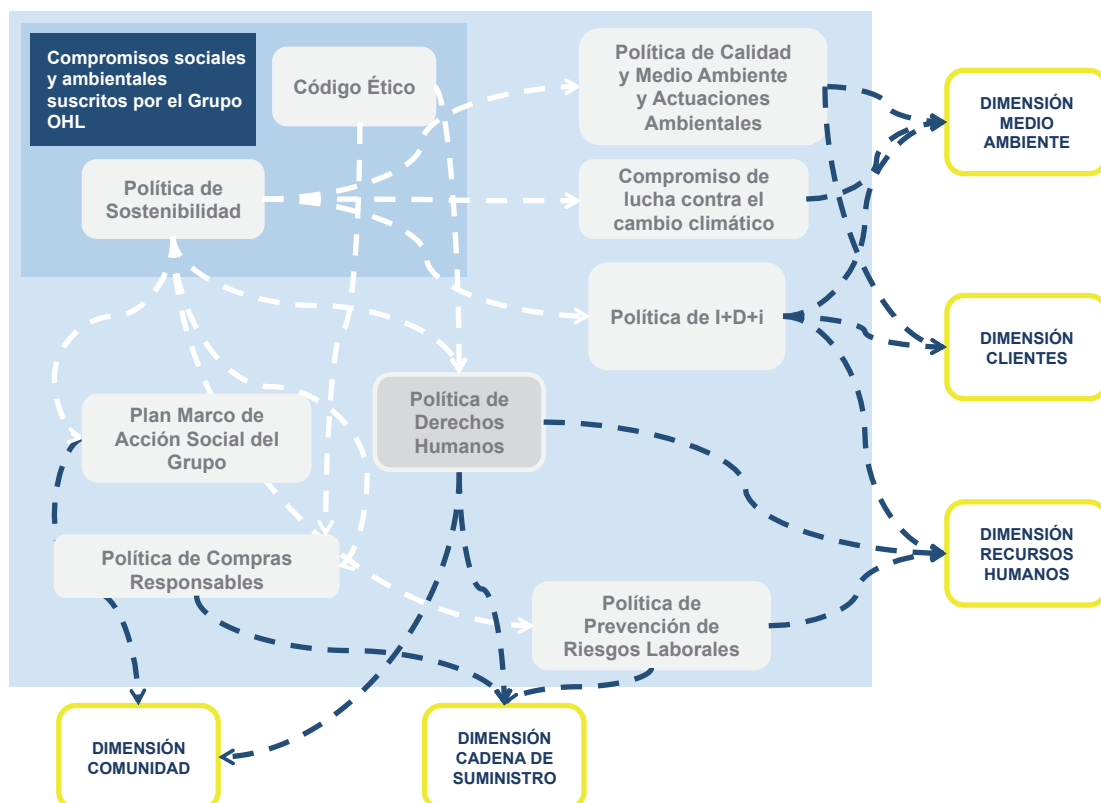 Compromisos sociales
y ambientales
suscritos por el Grupo
OHL
Código Ético
Política de
Sostenibilidad
Política de Calidad
y Medio Ambiente
y Actuaciones
Ambientales
Compromiso de
lucha contra el
cambio climático
Política de I+D+i
Plan Marco de
Acción Social del
Grupo
Política de
Derechos
Humanos
Política de Compras
Responsables
Política de
Prevención de
Riesgos Laborales
DIMENSIÓN
MEDIO
AMBIENTE
DIMENSIÓN
CLIENTES
DIMENSIÓN
RECURSOS
HUMANOS
DIMENSIÓN
COMUNIDAD
DIMENSIÓN
CADENA DE
SUMINISTRO